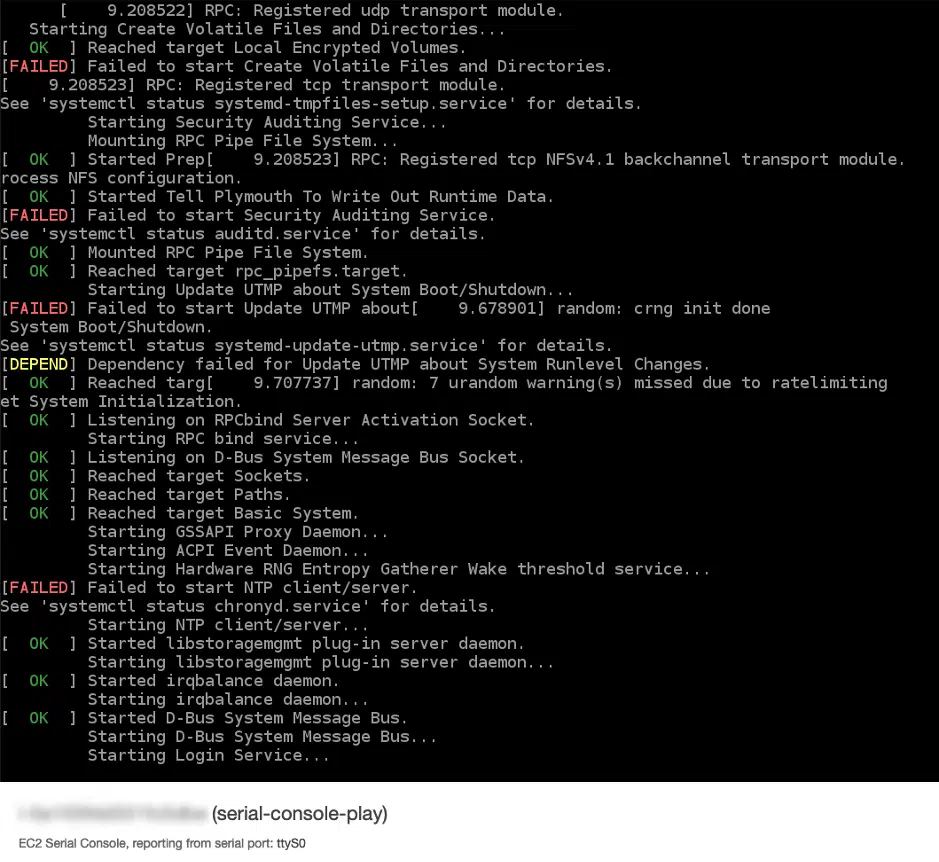 [    9.208522] RPC: Registered udp transport module.
Starting Create Volatile Files and Directories...
[  OK  ] Reached target Local Encrypted Volumes.
[FAILED] Failed to start Create Volatile Files and Directories.
[    9.208523] RPC: Registered tcp transport module.
See 'systemctl status systemd-tmpfiles-setup.service' for details.
Starting Security Auditing Service...
Mounting RPC Pipe File System...
[  OK  ] Started Prep[    9.208523] RPC: Registered tcp NFSv4.1 backchannel transport module.
rocess NFS configuration.
[  OK  ] Started Tell Plymouth To Write Out Runtime Data.
[FAILED] Failed to start Security Auditing Service.
See 'systemctl status auditd.service' for details.
[  OK  ] Mounted RPC Pipe File System.
[  OK  ] Reached target rpc_pipefs.target.
Starting Update UTMP about System Boot/Shutdown...
[FAILED] Failed to start Update UTMP about[    9.678901] random: crng init done
System Boot/Shutdown.
See 'systemctl status systemd-update-utmp.service' for details.
[DEPEND] Dependency failed for Update UTMP about System Runlevel Changes.
[  OK  ] Reached targ[    9.707737] random: 7 urandom warning(s) missed due to ratelimiting
et System Initialization.
[  OK  ] Listening on RPCbind Server Activation Socket.
Starting RPC bind service...
[  OK  ] Listening on D-Bus System Message Bus Socket.
[  OK  ] Reached target Sockets.
[  OK  ] Reached target Paths.
[  OK  ] Reached target Basic System.
Starting GSSAPI Proxy Daemon...
Starting ACPI Event Daemon...
Starting Hardware RNG Entropy Gatherer Wake threshold service...
[FAILED] Failed to start NTP client/server.
See 'systemctl status chronyd.service' for details.
Starting NTP client/server...
[  OK  ] Started libstoragemgmt plug-in server daemon.
Starting libstoragemgmt plug-in server daemon...
[  OK  ] Started irqbalance daemon.
Starting irqbalance daemon...
[  OK  ] Started D-Bus System Message Bus.
Starting D-Bus System Message Bus...
Starting Login Service...
(serial-console-play)
EC2 Serial Console, reporting from serial port: ttyS0